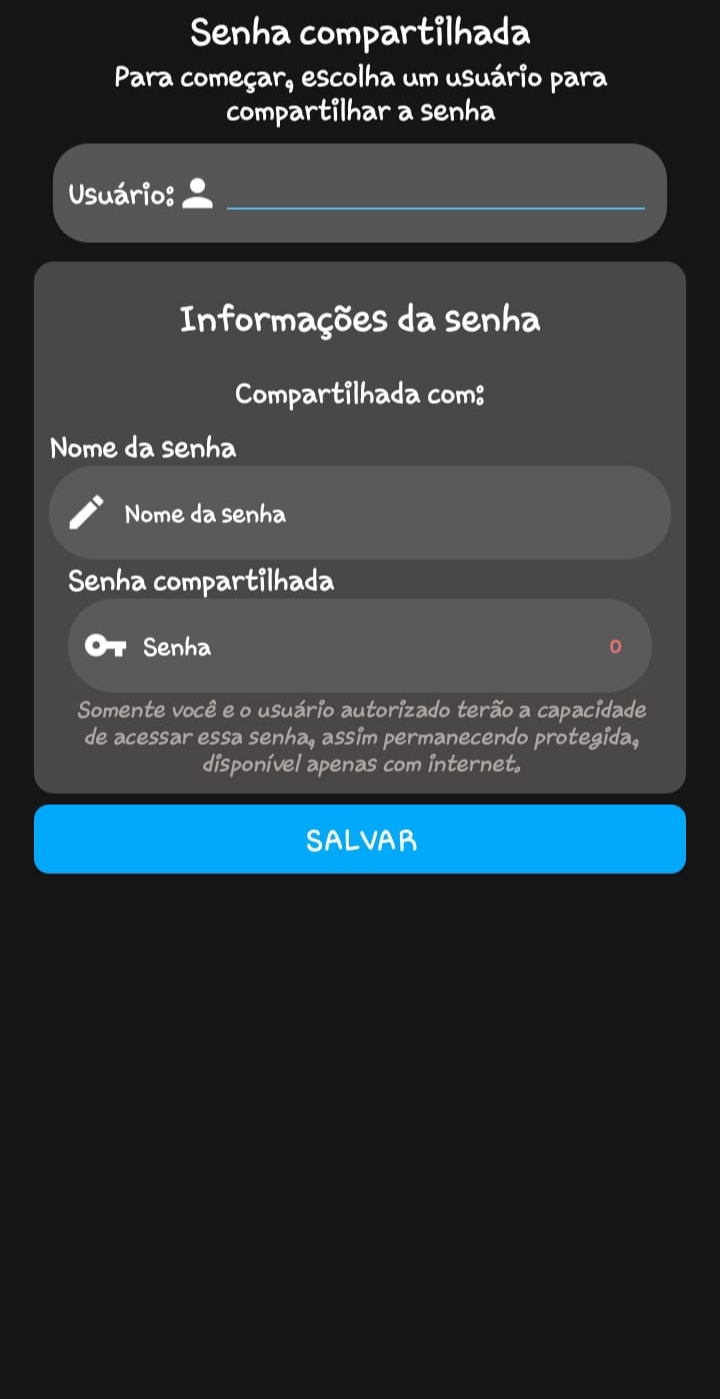 Senha compartilhada
Para começar, escolha um usuário para
compartilhar a senha
Usuário:
Informações da senha
Compartilhada com:
Nome da senha
Nome da senha
Senha compartilhada
Senha
0
Somente você e o usuário autorizado terão a capacidade
de acessar essa senha, assim permanecendo protegida,
disponível apenas com internet.
SALVAR